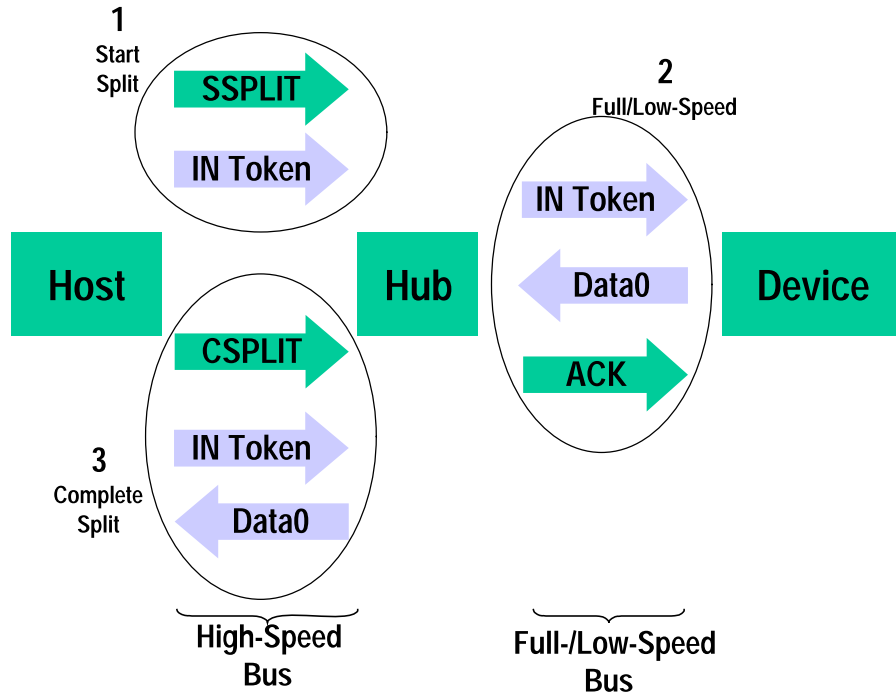 1
Start
Split
SSPLIT
IN Token
2
Full/Low-Speed
IN Token
Data0
ACK
Host
Hub
Device
CSPLIT
IN Token
Data0
3
Complete
Split
High-Speed
Bus
Full-/Low-Speed
Bus